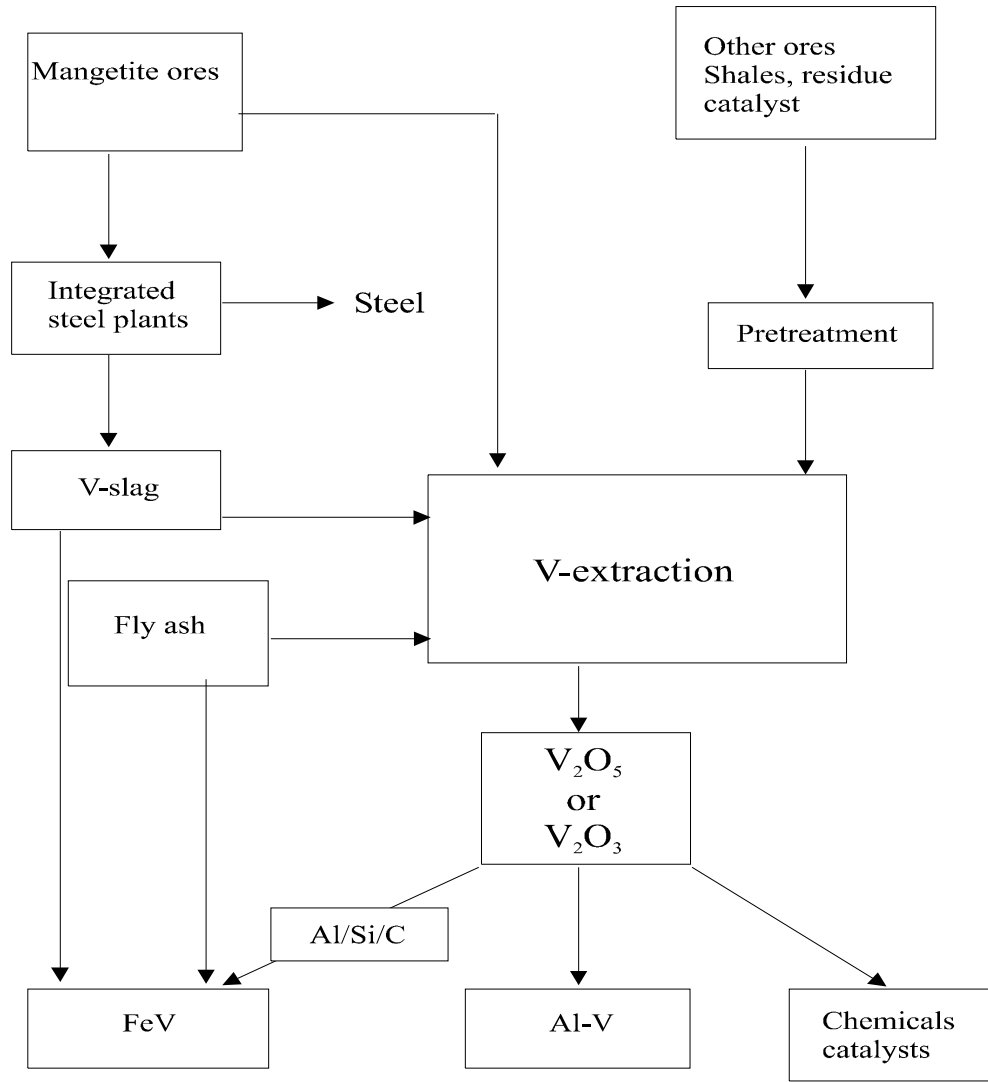 Mangetite ores
Other ores
Shales, residue
catalyst
Integrated
steel plants
Steel
Pretreatment
V-slag
V-extraction
Fly ash
V₂O₅
or
V₂O₃
Al/Si/C
FeV
Al-V
Chemicals
catalysts